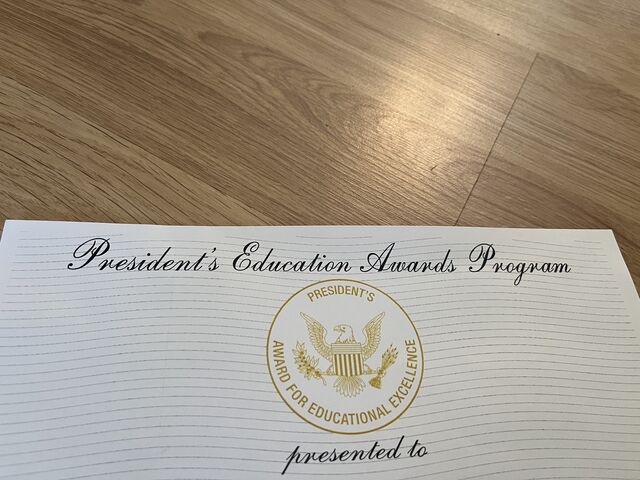 President's Education Awards Program
PRESIDENT'S
AWARD FOR EDUCATIONAL EXCELLENCE
presented to